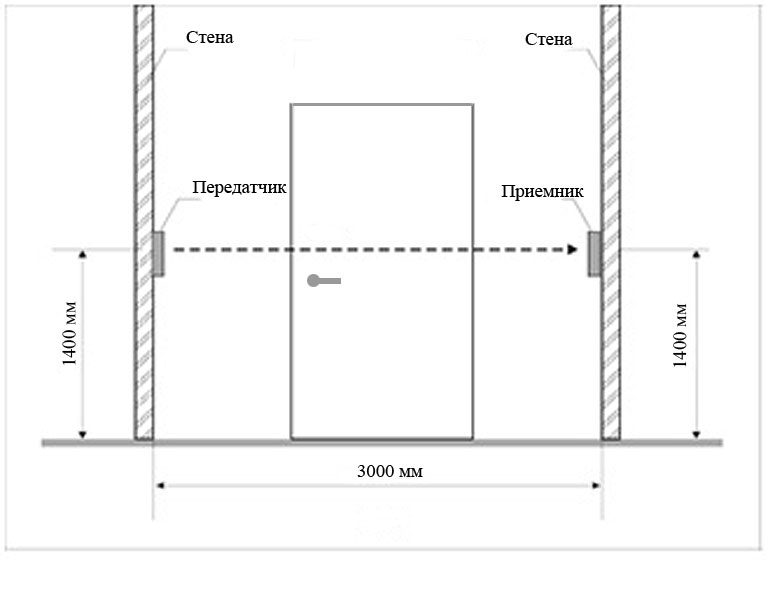 Стена
Стена
Передатчик
Приемник
1400 мм
1400 мм
3000 мм